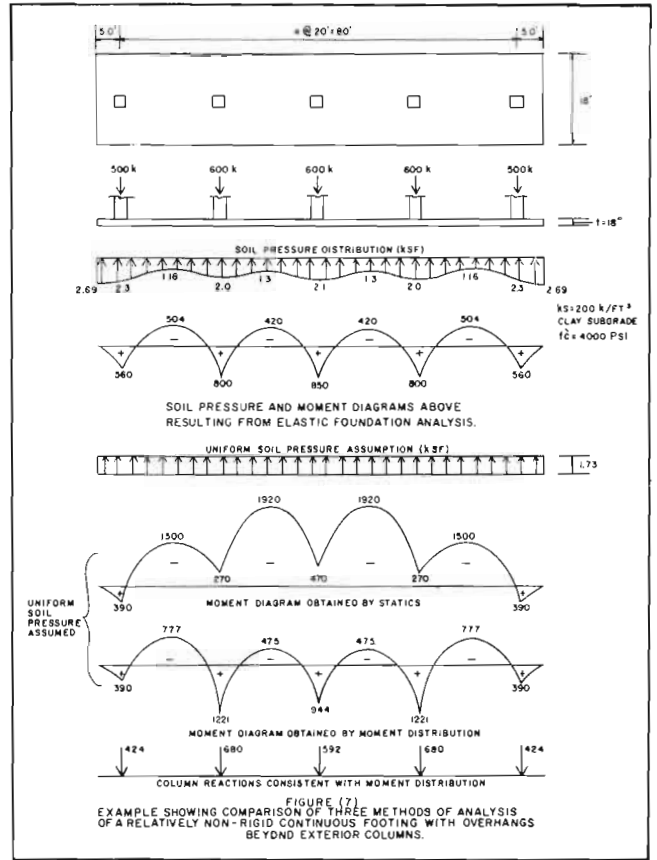 5.0' 4 @ 20'=80' 5.0'
18'
500k 600k 600k 600k 500k
t=18"
SOIL PRESSURE DISTRIBUTION (KSF)
2.69 2.3 1.16 2.0 1.3 2.1 1.3 2.0 1.16 2.3 2.69
KS=200 K/FT³
CLAY SUBGRADE
f'c=4000 PSI
504 420 420 504
+ - + - + - + - +
560 800 850 800 560
SOIL PRESSURE AND MOMENT DIAGRAMS ABOVE
RESULTING FROM ELASTIC FOUNDATION ANALYSIS.
UNIFORM SOIL PRESSURE ASSUMPTION (KSF)
1.73
1920 1920
1300 1500
- - - -
270 470 270
+ +
390 390
MOMENT DIAGRAM OBTAINED BY STATICS
UNIFORM
SOIL
PRESSURE
ASSUMED
777 475 475 777
+ - + - + - + - +
390 390
1221 944 1221
MOMENT DIAGRAM OBTAINED BY MOMENT DISTRIBUTION
424 680 592 680 424
COLUMN REACTIONS CONSISTENT WITH MOMENT DISTRIBUTION
FIGURE (7)
EXAMPLE SHOWING COMPARISON OF THREE METHODS OF ANALYSIS
OF A RELATIVELY NON-RIGID CONTINUOUS FOOTING WITH OVERHANGS
BEYOND EXTERIOR COLUMNS.